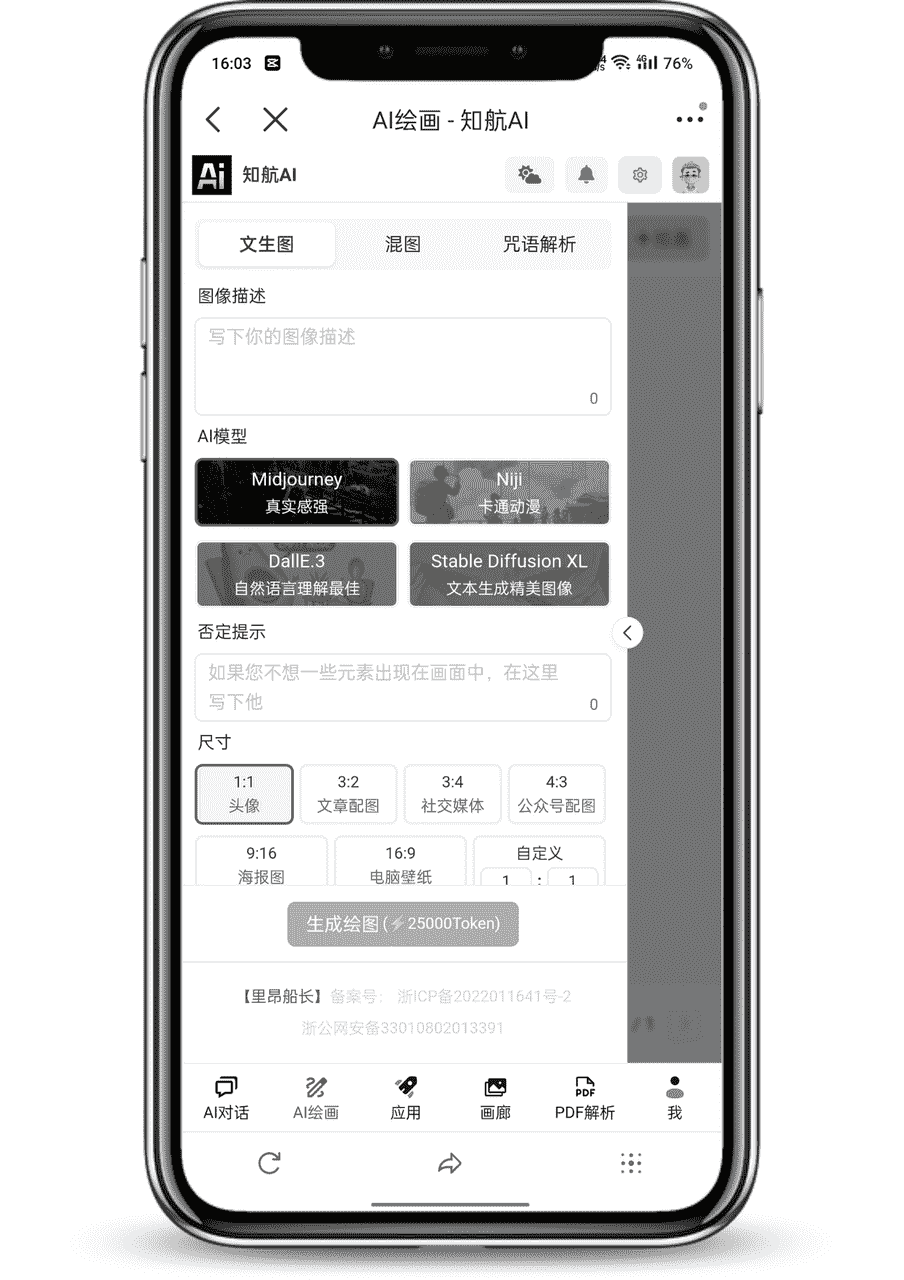 16:03
4G 76%
AI绘画 - 知航AI
Ai 知航AI
文生图 混图 咒语解析
图像描述
写下你的图像描述
0
AI模型
Midjourney Niji
真实感强 卡通动漫
DallE.3 Stable Diffusion XL
自然语言理解最佳 文本生成精美图像
否定提示
如果您不想一些元素出现在画面中，在这里
写下他
0
尺寸
1:1 3:2 3:4 4:3
头像 文章配图 社交媒体 公众号配图
9:16 16:9 自定义
海报图 电脑壁纸 1 : 1
生成绘图(⚡25000Token)
【里昂船长】备案号： 浙ICP备2022011641号-2
浙公网安备33010802013391
PDF
AI对话 AI绘画 应用 画廊 PDF解析 我